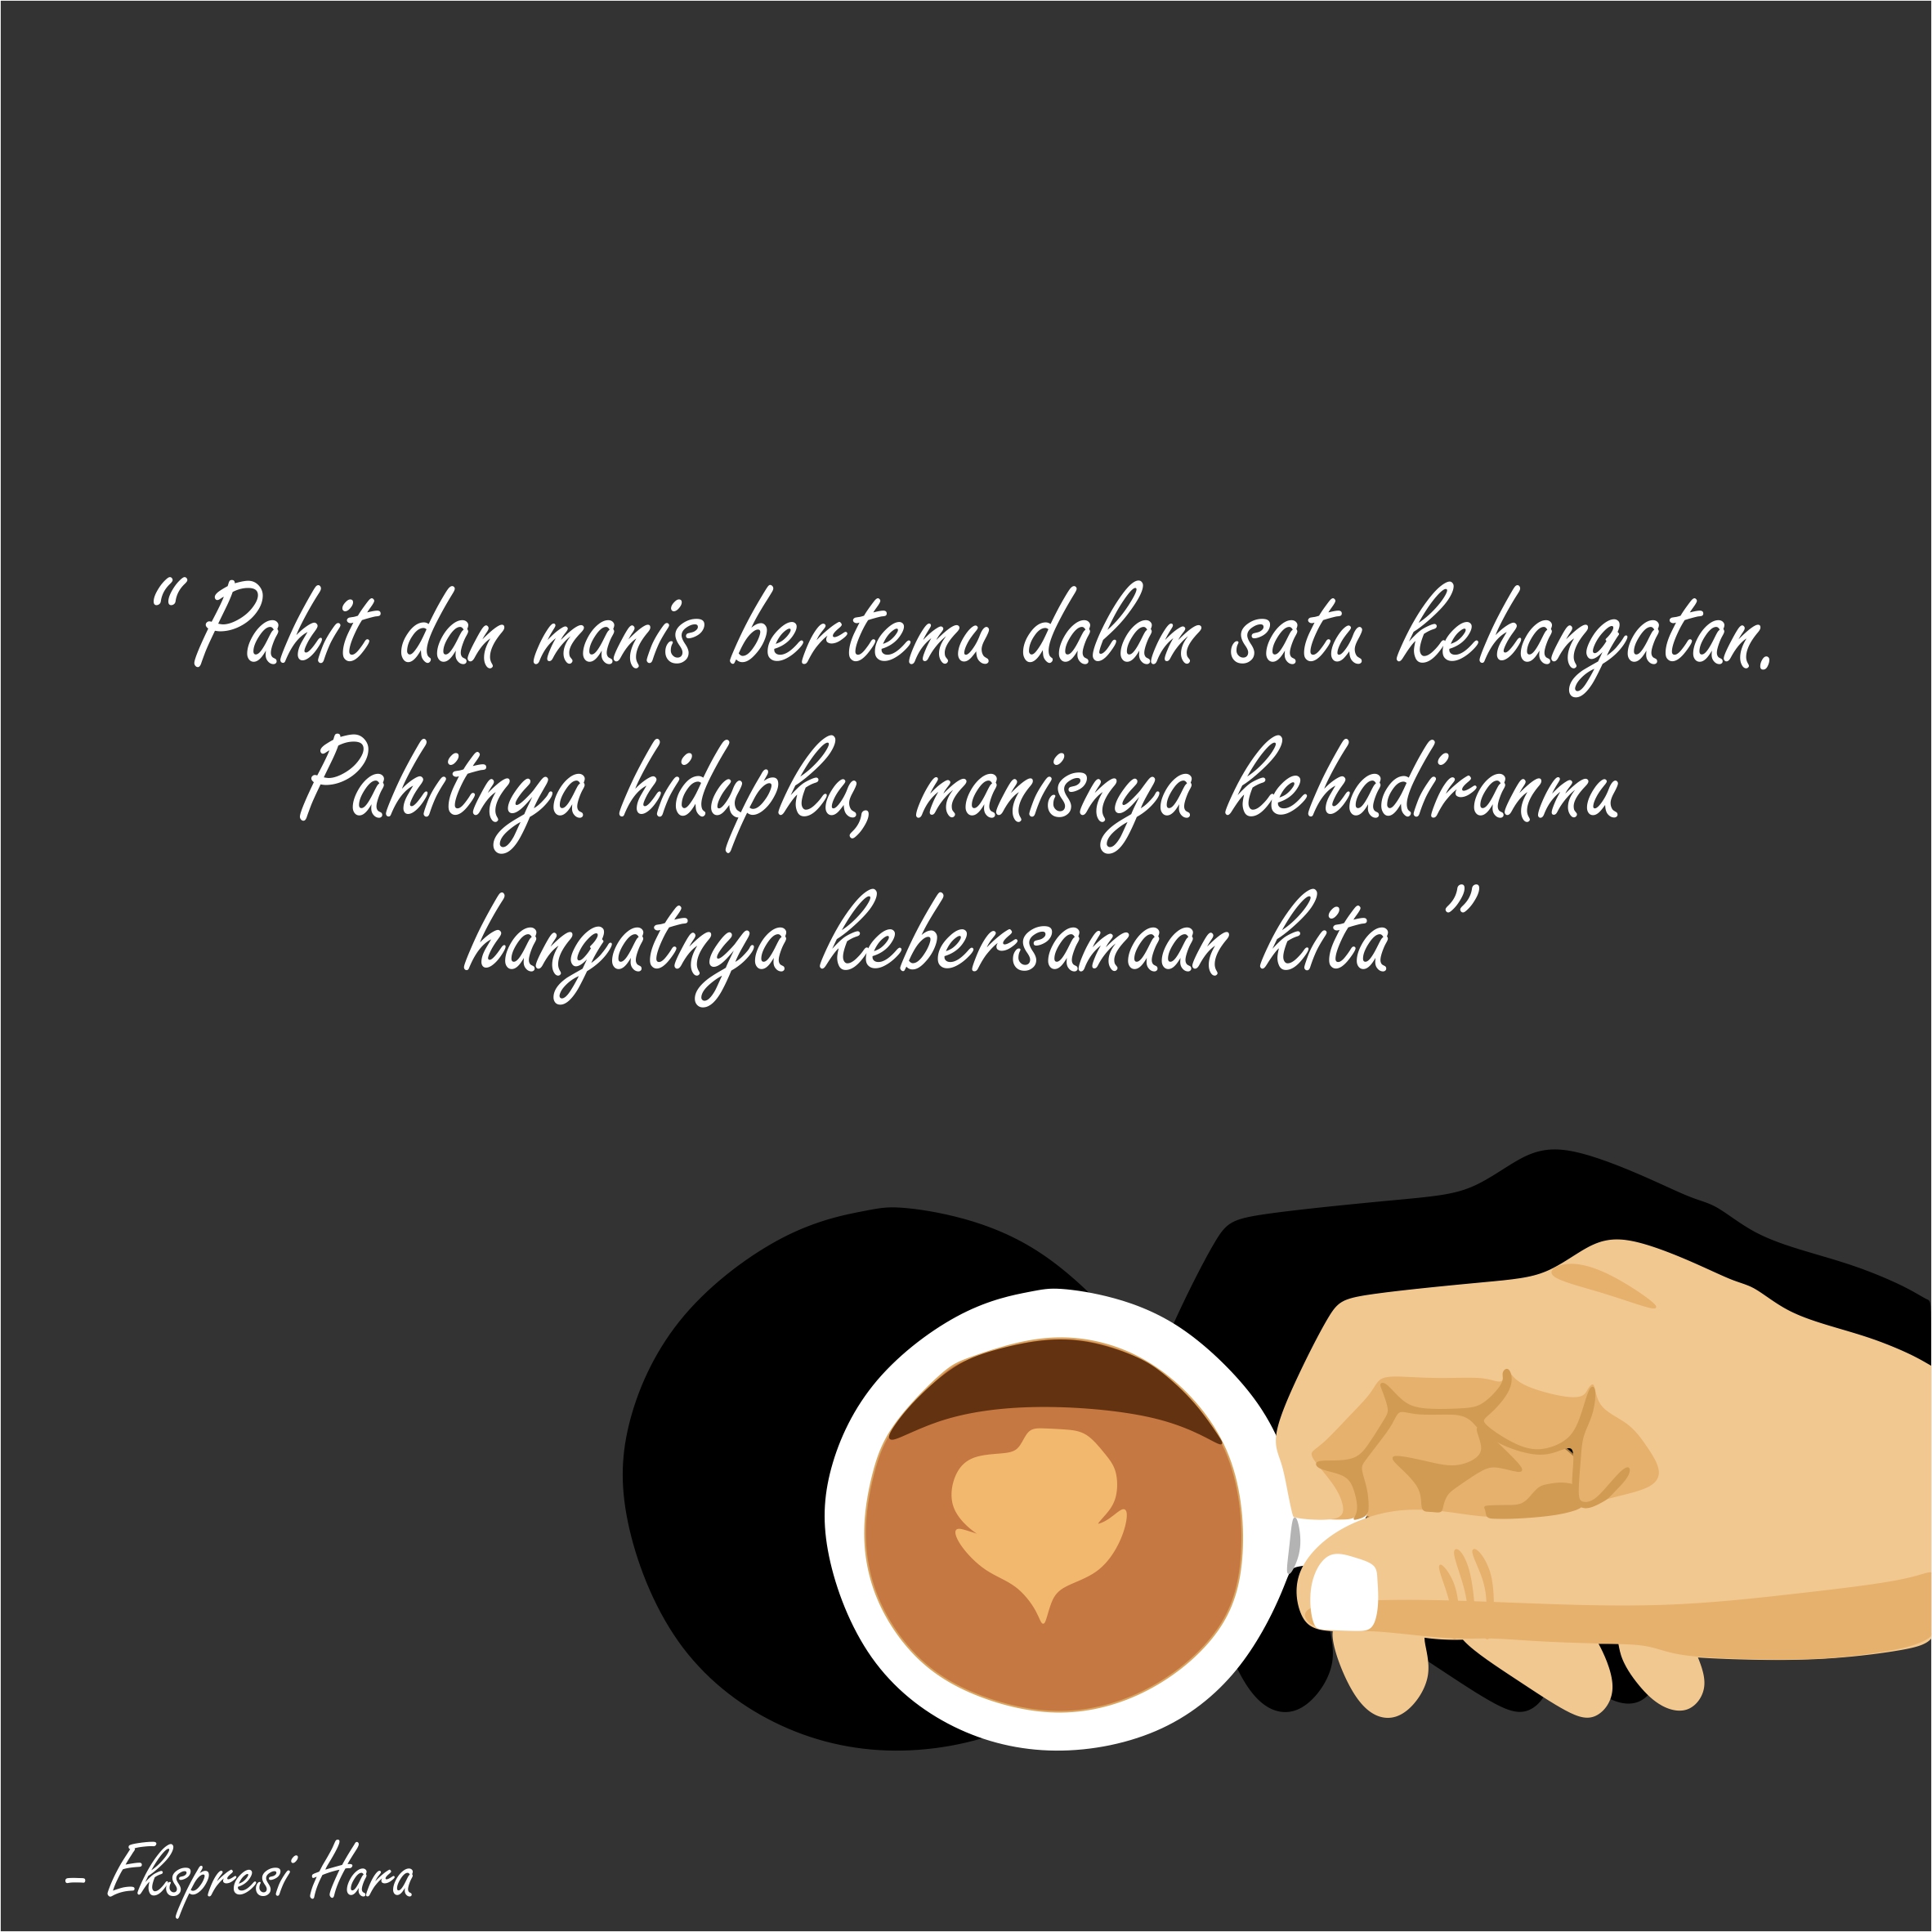 “ Pahit dan manis bertemu dalam satu kehangatan.
Pahitnya hidupku, manisnya kehadiranmu
hangatnya kebersamaan kita ”
- Ekspresi Hara